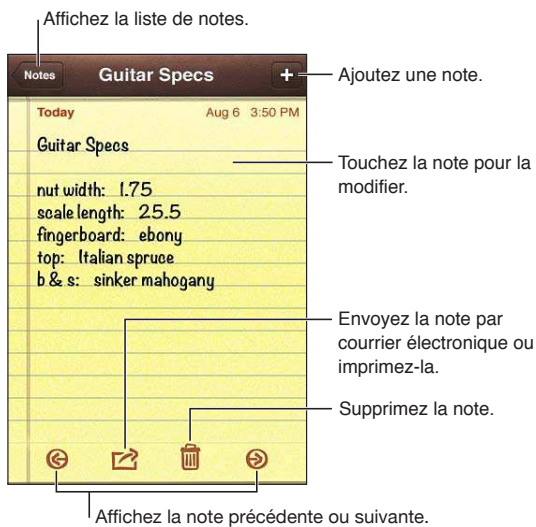 Affichez la liste de notes.
Notes Guitar Specs +
Ajoutez une note.
Today Aug 6 3:50 PM
Guitar Specs
Touchez la note pour la
modifier.
nut width: 1.75
scale length: 25.5
fingerboard: ebony
top: Italian spruce
b & s: sinker mahogany
Envoyez la note par
courrier électronique ou
imprimez-la.
Supprimez la note.
Affichez la note précédente ou suivante.